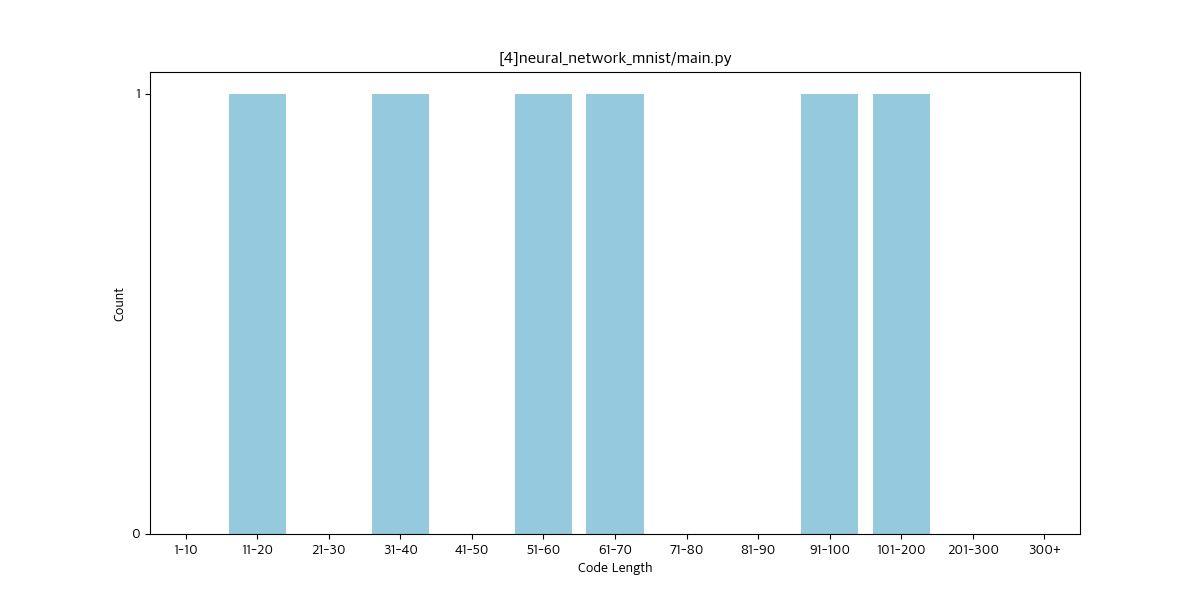 [4]neural_network_mnist/main.py
Count
1
0
1-10 11-20 21-30 31-40 41-50 51-60 61-70 71-80 81-90 91-100 101-200 201-300 300+
Code Length